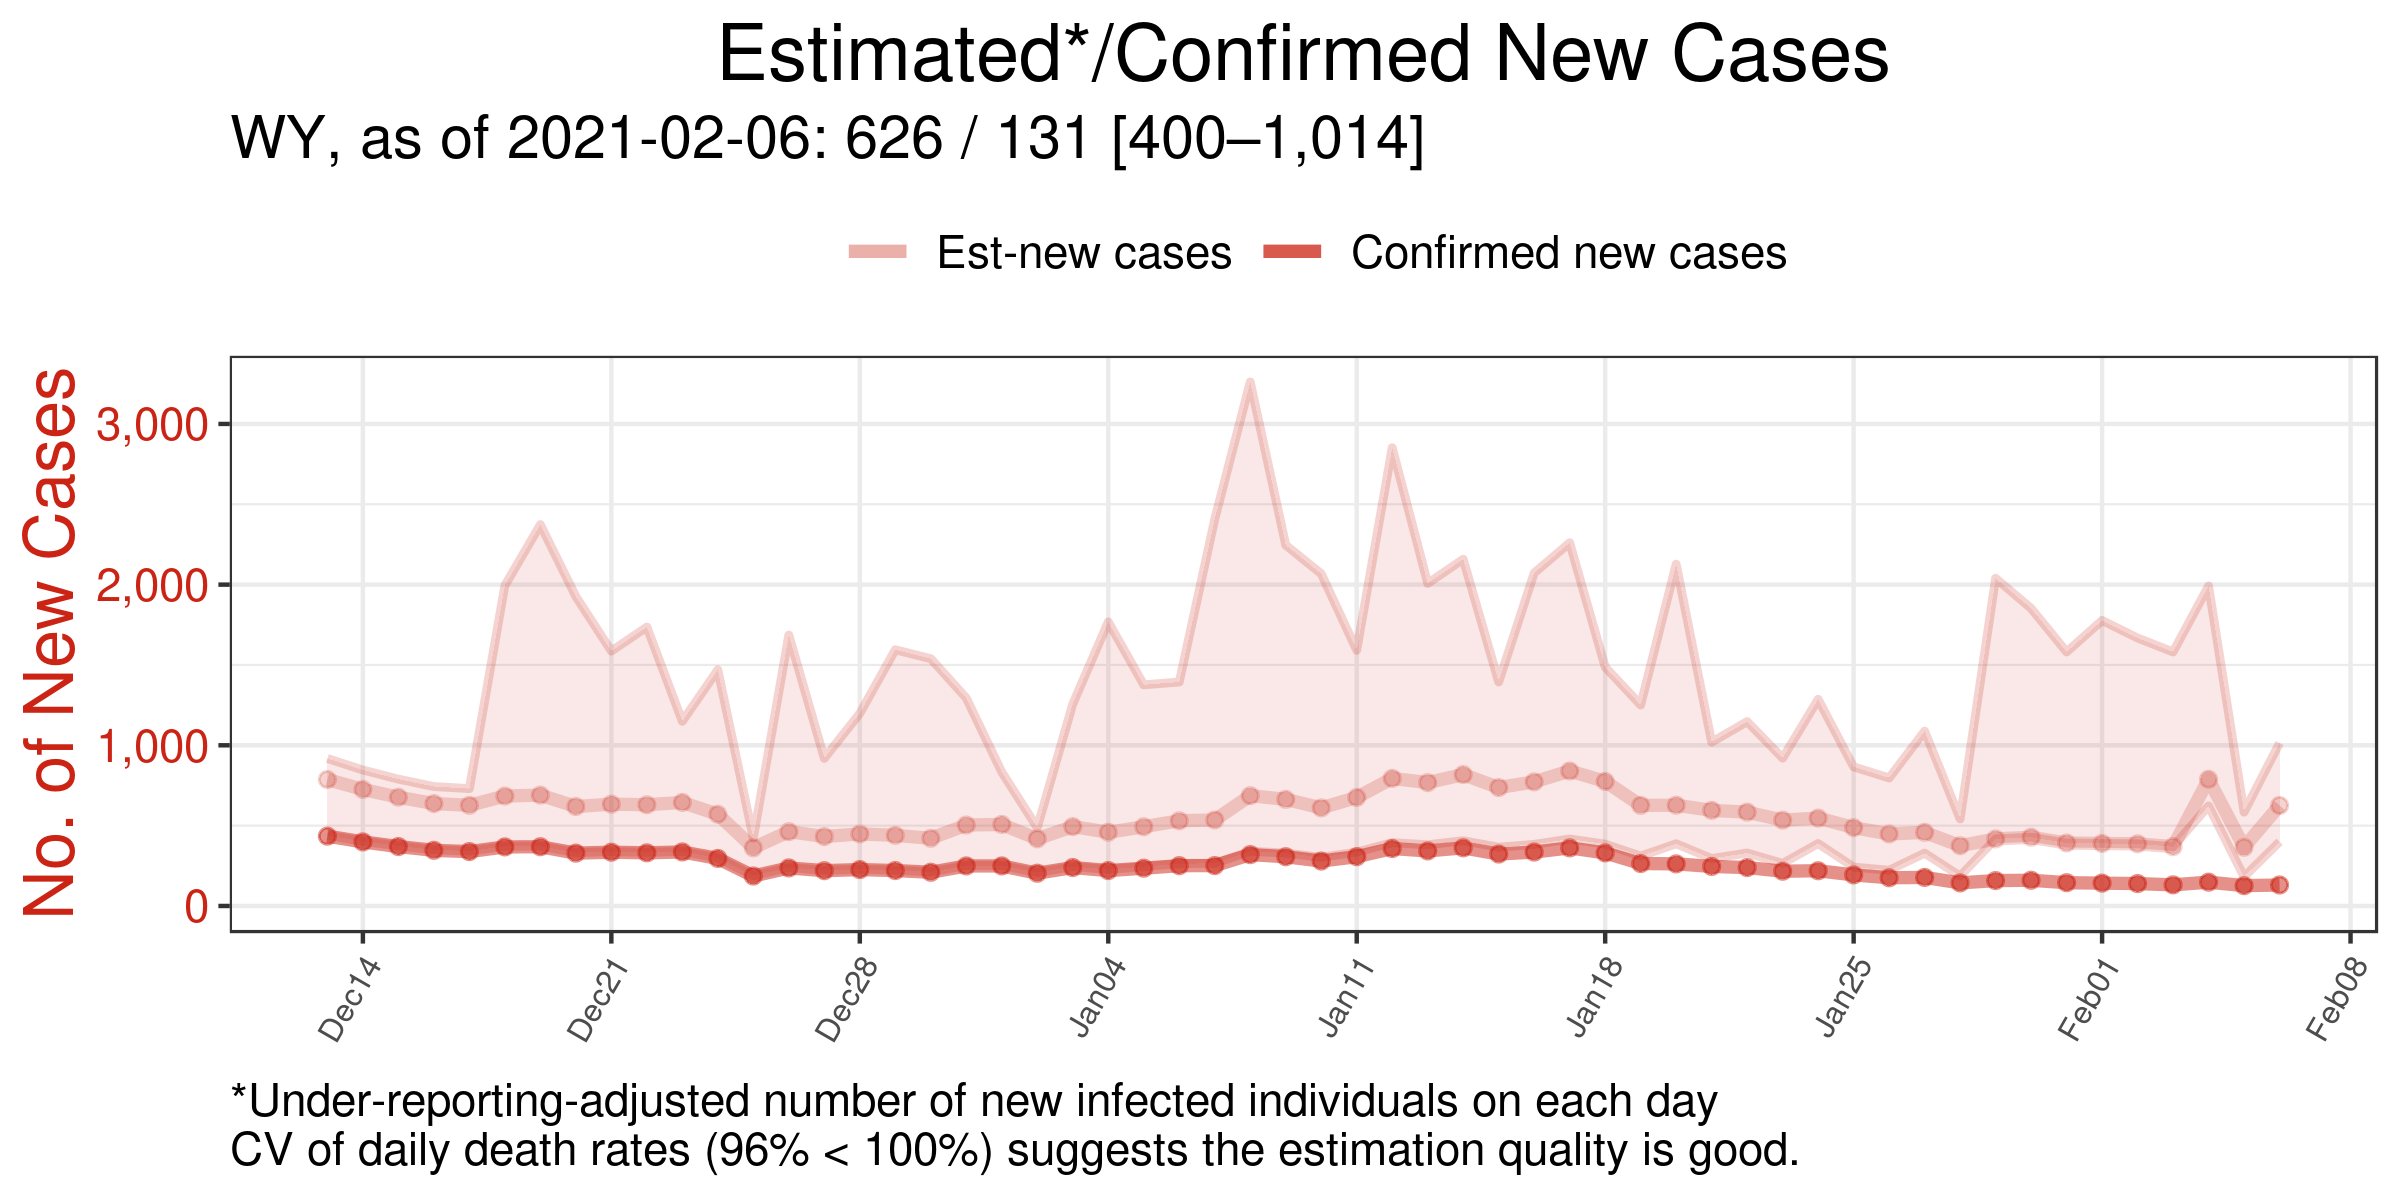 Estimated*/Confirmed New Cases
WY, as of 2021-02-06: 626 / 131 [400–1,014]
Est-new cases Confirmed new cases
No. of New Cases
3,000
2,000
1,000
0
Dec14 Dec21 Dec28 Jan04 Jan11 Jan18 Jan25 Feb01 Feb08
*Under-reporting-adjusted number of new infected individuals on each day
CV of daily death rates (96% < 100%) suggests the estimation quality is good.